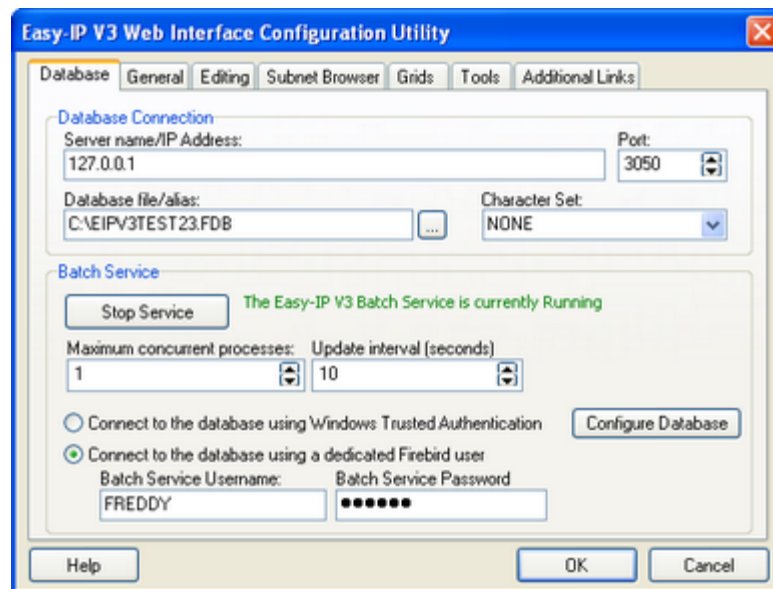 Easy-IP V3 Web Interface Configuration Utility
Database General Editing Subnet Browser Grids Tools Additional Links
Database Connection
Server name/IP Address: Port:
127.0.0.1 3050
Database file/alias: Character Set:
C:\EIPV3TEST23.FDB ... NONE
Batch Service
Stop Service The Easy-IP V3 Batch Service is currently Running
Maximum concurrent processes: Update interval (seconds)
1 10
Connect to the database using Windows Trusted Authentication Configure Database
Connect to the database using a dedicated Firebird user
Batch Service Username: Batch Service Password
FREDDY ●●●●●●
Help OK Cancel